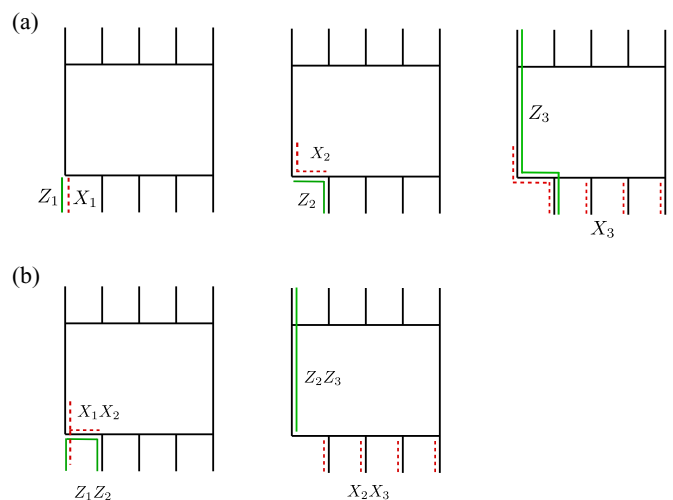 (a)
Z₁ X₁
X₂
Z₂
Z₃
X₃
(b)
X₁X₂
Z₁Z₂
Z₂Z₃
X₂X₃